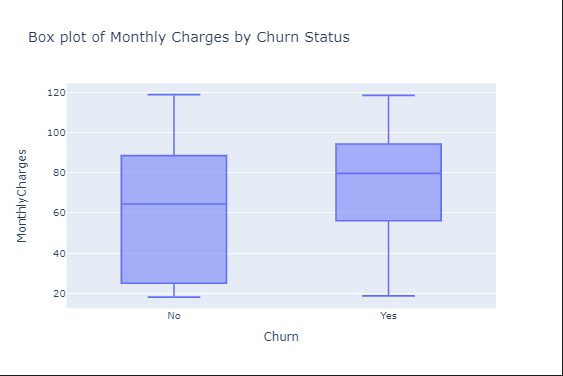 Box plot of Monthly Charges by Churn Status
120
100
80
60
40
20
MonthlyCharges
No
Yes
Churn